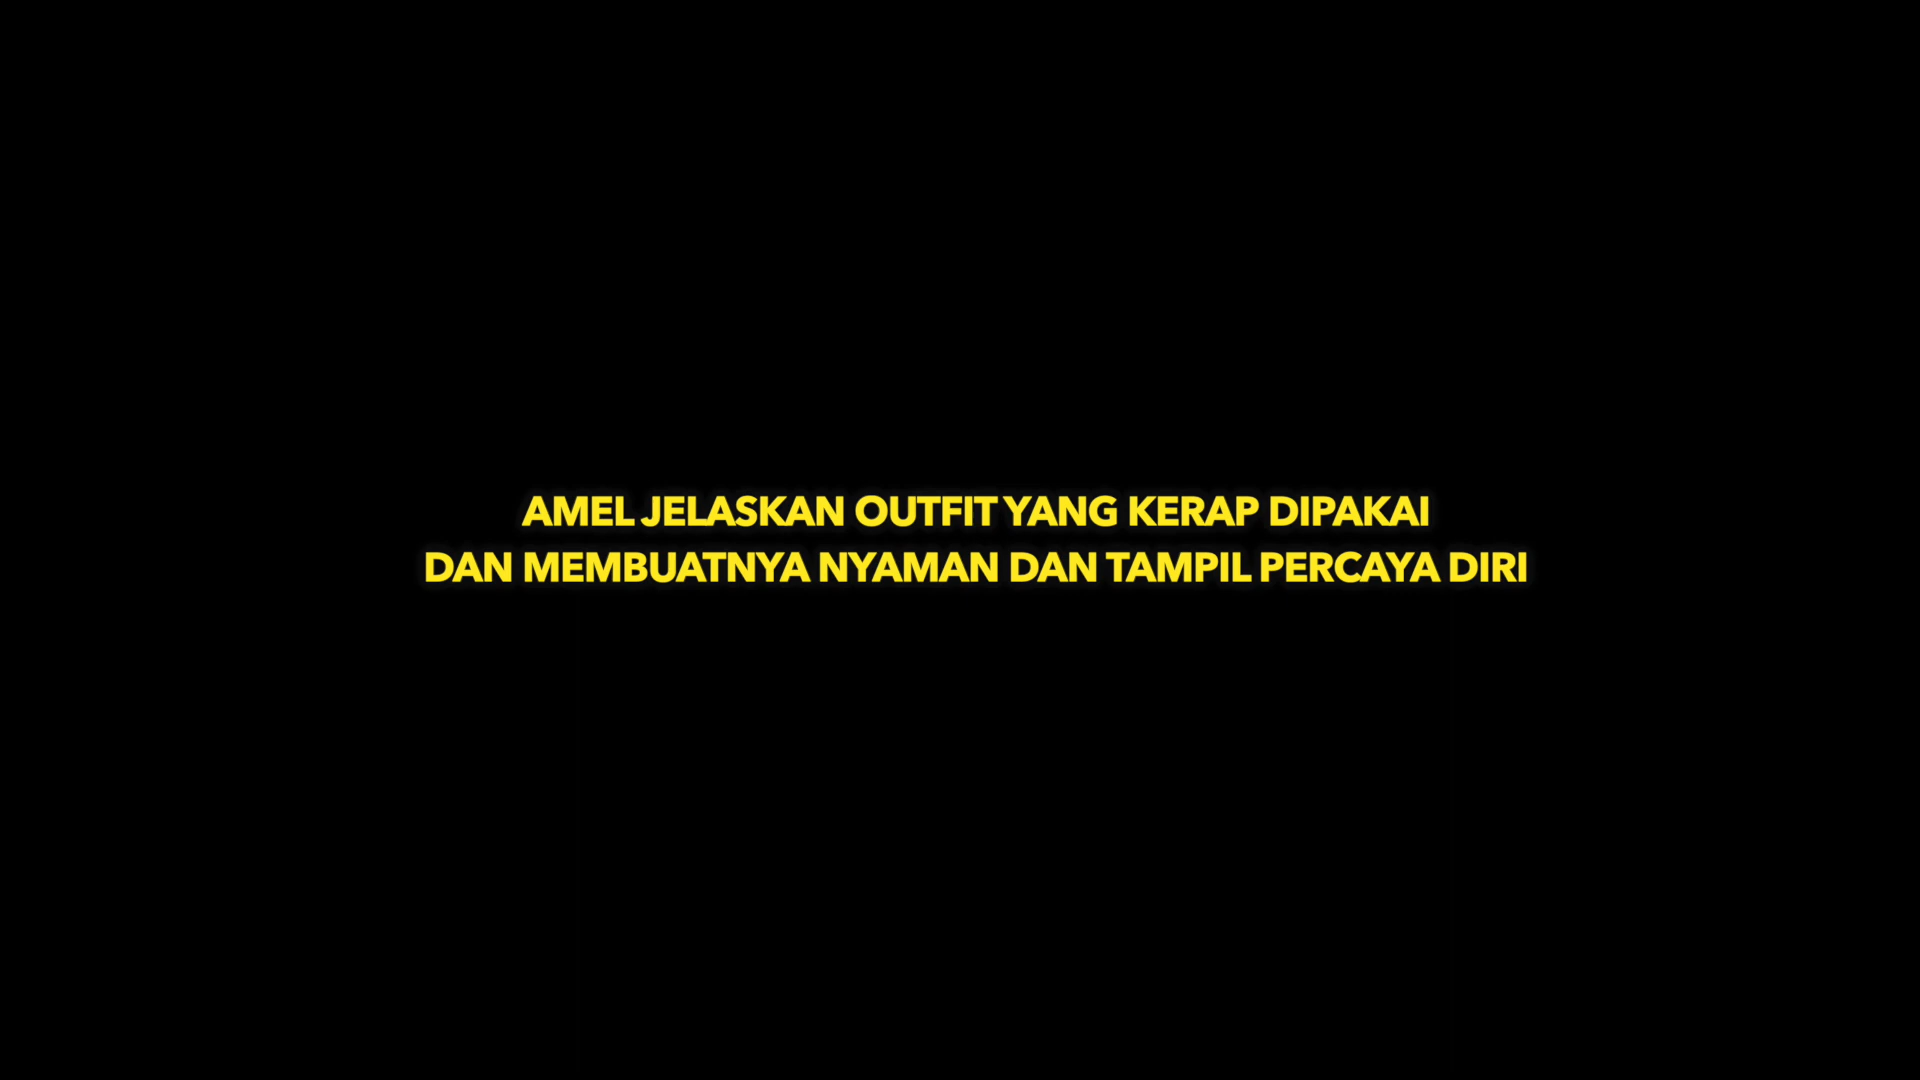 AMEL JELASKAN OUTFIT YANG KERAP DIPAKAI
DAN MEMBUATNYA NYAMAN DAN TAMPIL PERCAYA DIRI